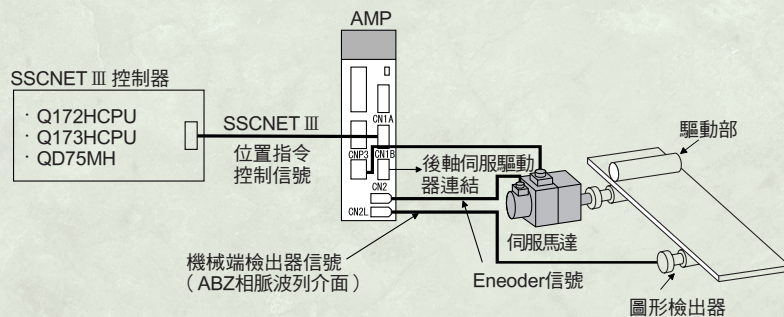 AMP
SSCNET Ⅲ 控制器
· Q172HCPU
· Q173HCPU
· QD75MH
SSCNET Ⅲ
位置指令
控制信號
CN1A
CNP3
CN1B
CN2
CN2L
後軸伺服驅動
器連結
驅動部
伺服馬達
機械端檢出器信號
（ABZ相脈波列介面）
Eneoder信號
圖形檢出器